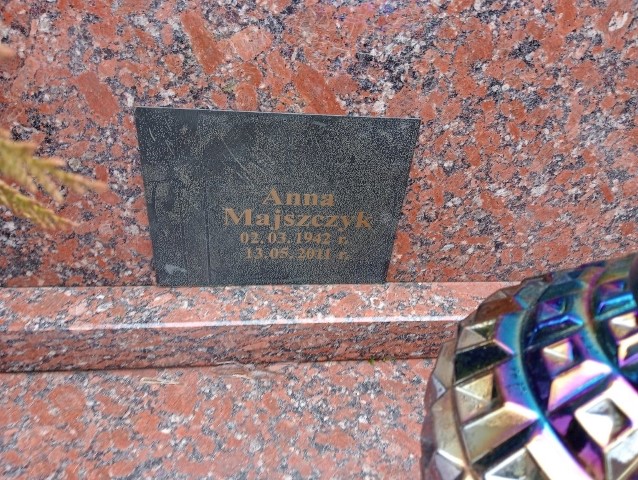 Anna
Majszczyk
02. 03. 1942 r.
13. 05. 2011 r.